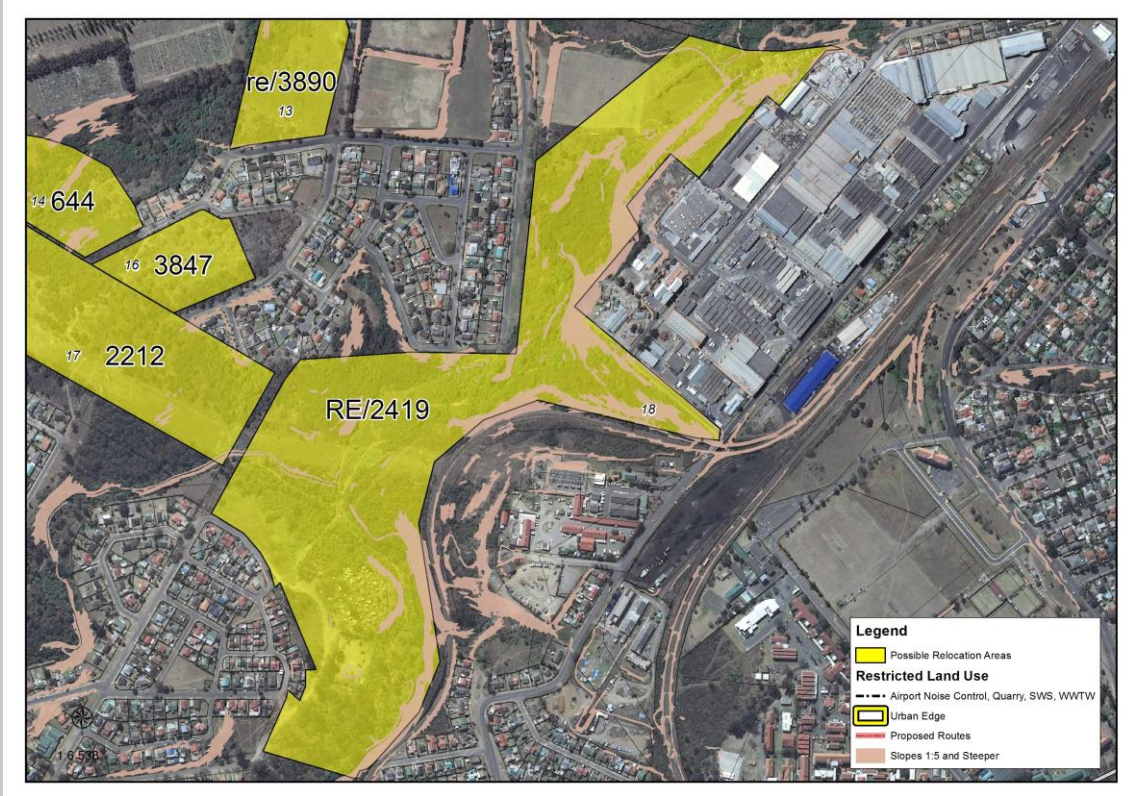 re/3890
13
14 644
16 3847
17 2212
RE/2419
18
Legend
Possible Relocation Areas
Restricted Land Use
Airport Noise Control, Quarry, SWS, WWTW
Urban Edge
Proposed Routes
Slopes 1:5 and Steeper